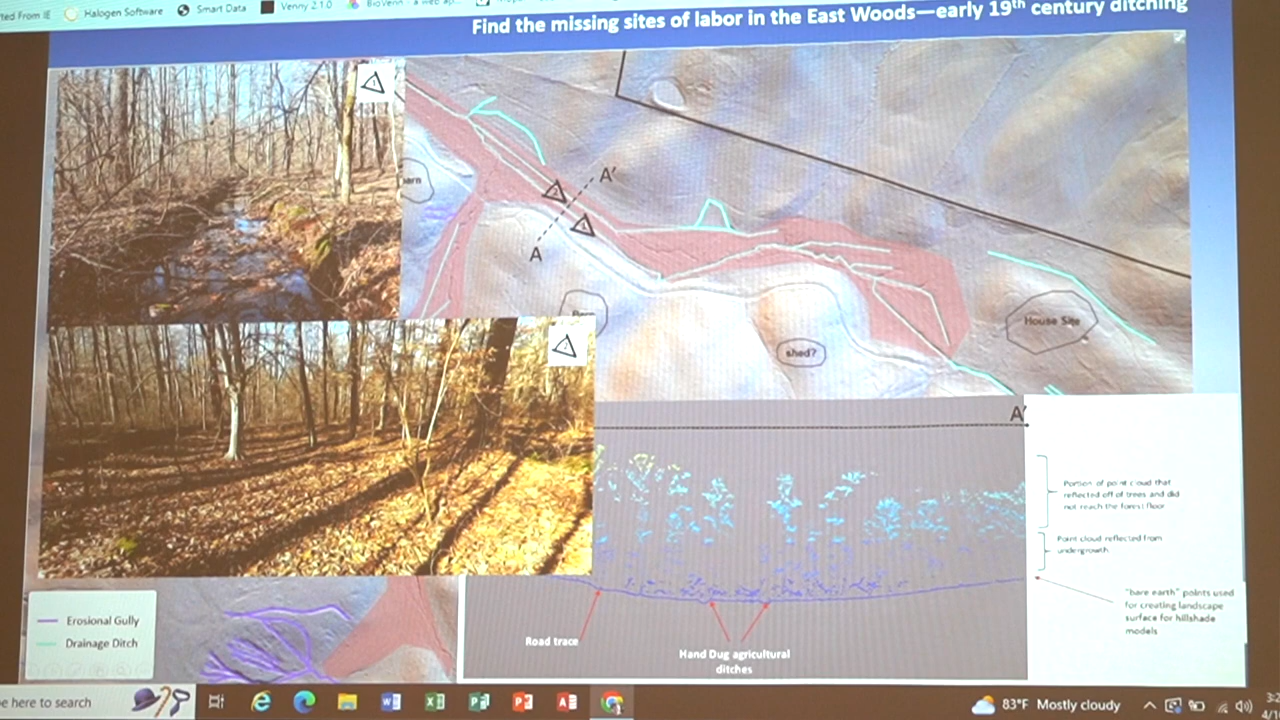 Halogen Software
Smart Data
Venny 2.1.0
Find the missing sites of labor in the East Woods—early 19th century ditching
A'
A
House Site
shed?
A'
Portion of point cloud that
reflected off of trees and did
not reach the forest floor
Point cloud reflected from
undergrowth
"bare earth" points used
for creating landscape
surface for hillshade
models
Road trace
Hand Dug agricultural
ditches
Erosional Gully
Drainage Ditch
here to search
83°F Mostly cloudy